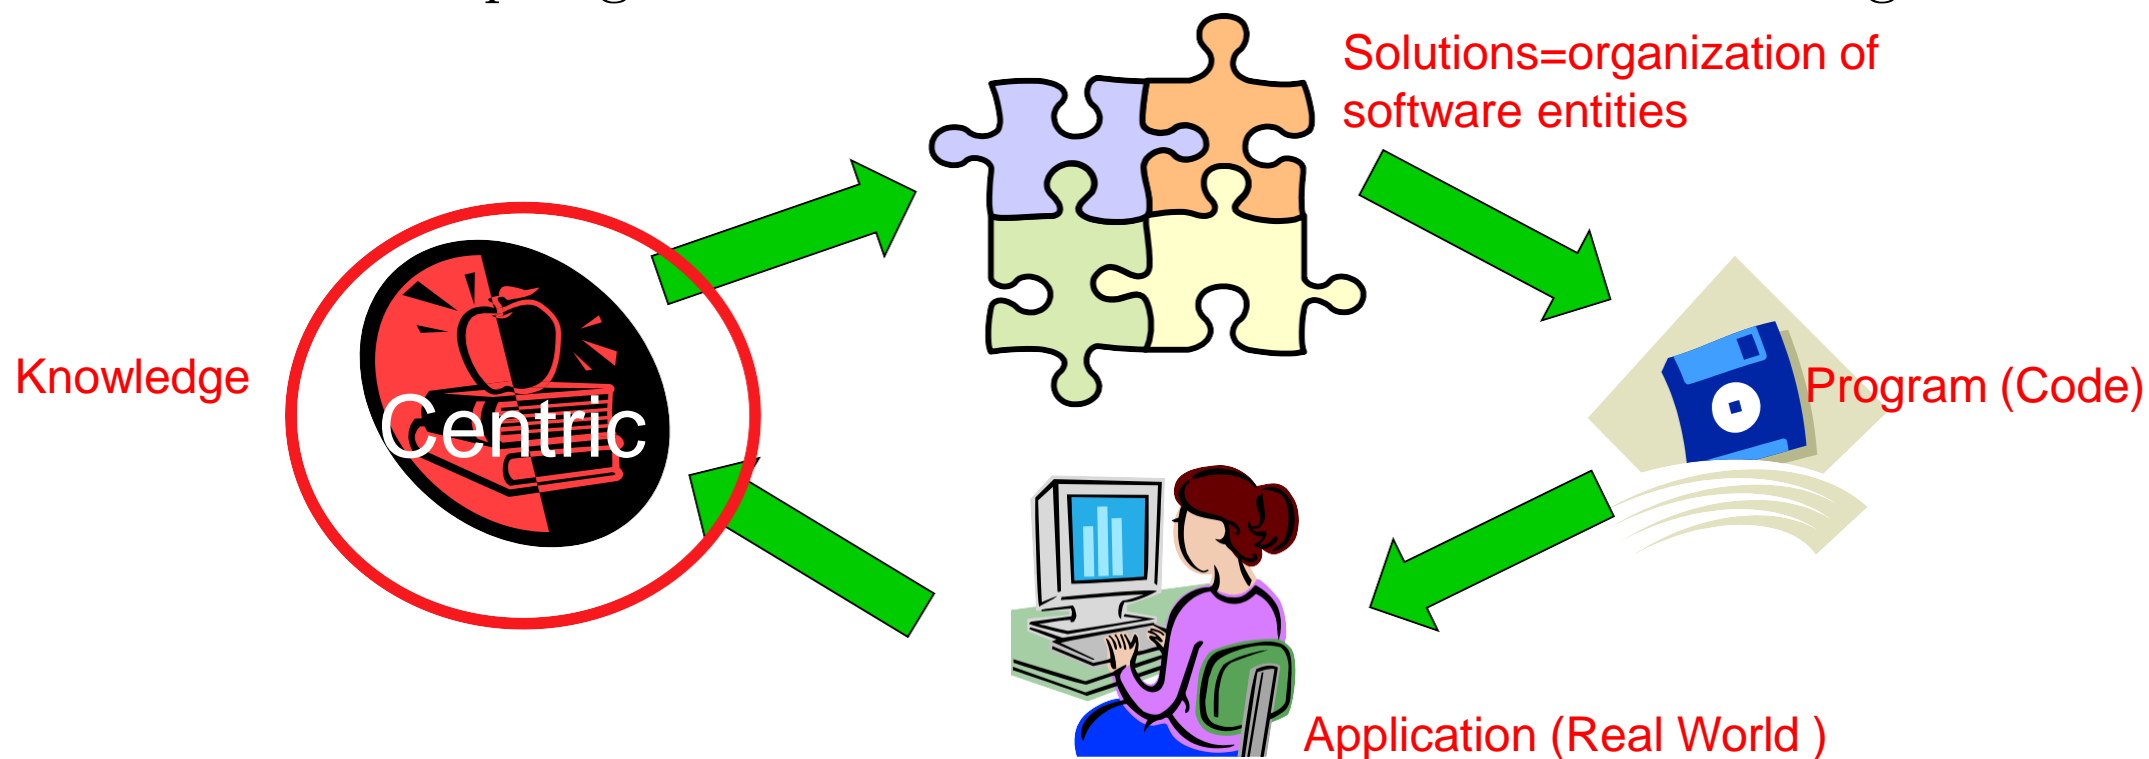 Solutions=organization of
software entities
Knowledge
Centric
Program (Code)
Application (Real World )